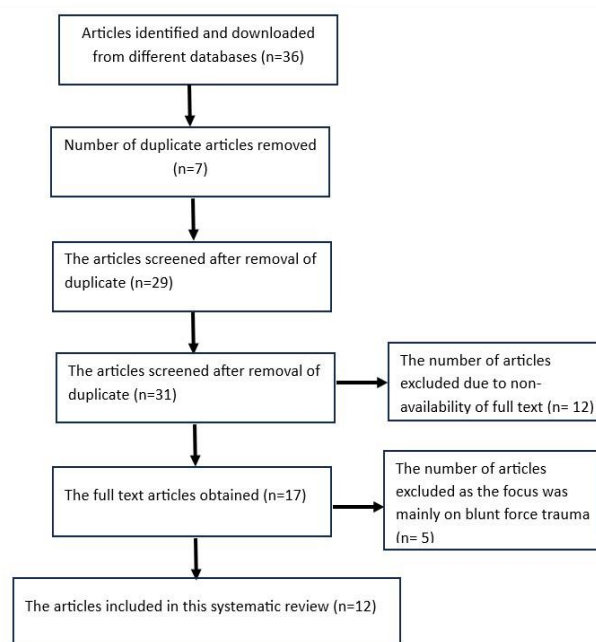 Articles identified and downloaded
from different databases (n=36)
Number of duplicate articles removed
(n=7)
The articles screened after removal of
duplicate (n=29)
The articles screened after removal of
duplicate (n=31)
The number of articles
excluded due to non-
availability of full text (n= 12)
The full text articles obtained (n=17)
The number of articles
excluded as the focus was
mainly on blunt force trauma
(n= 5)
The articles included in this systematic review (n=12)